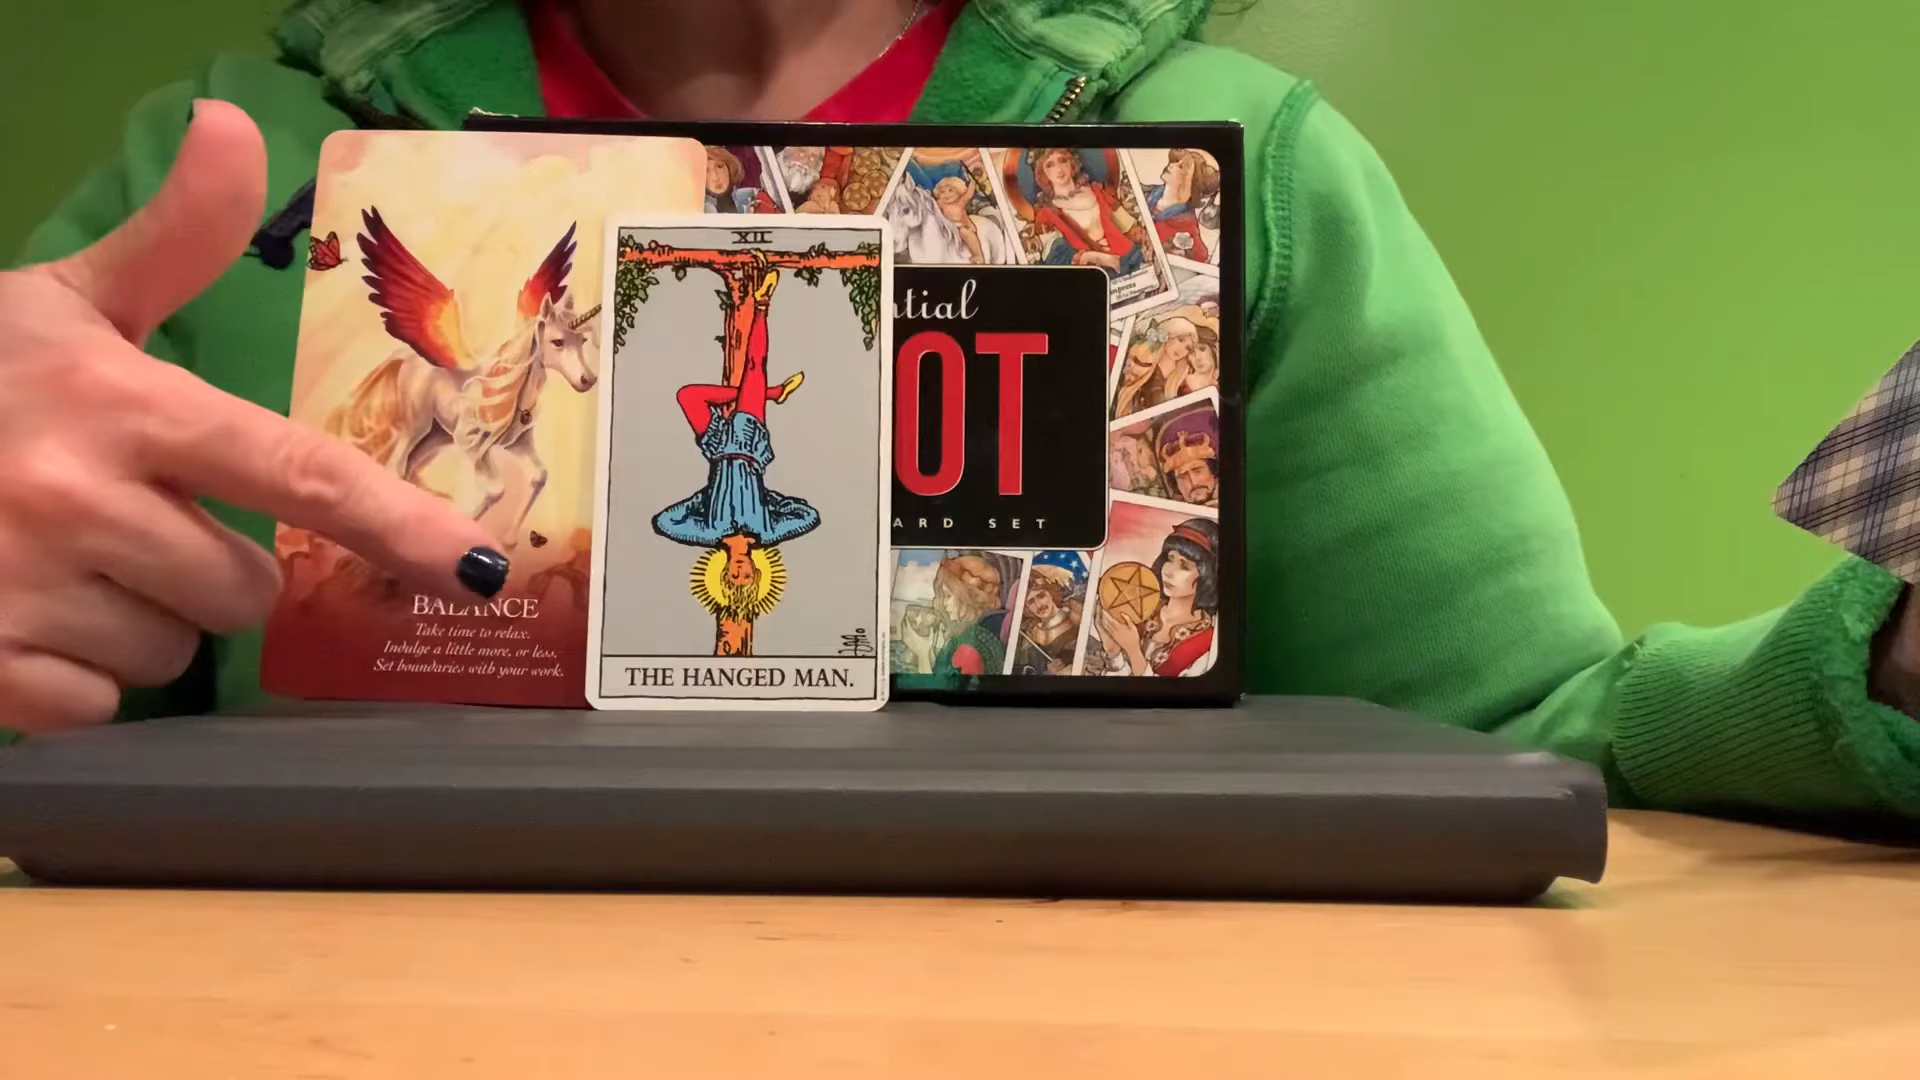 BALANCE
Take time to relax.
Indulge a little more, or less.
Set boundaries with your work.
XII
THE HANGED MAN.
ntial
OT
ARD SET